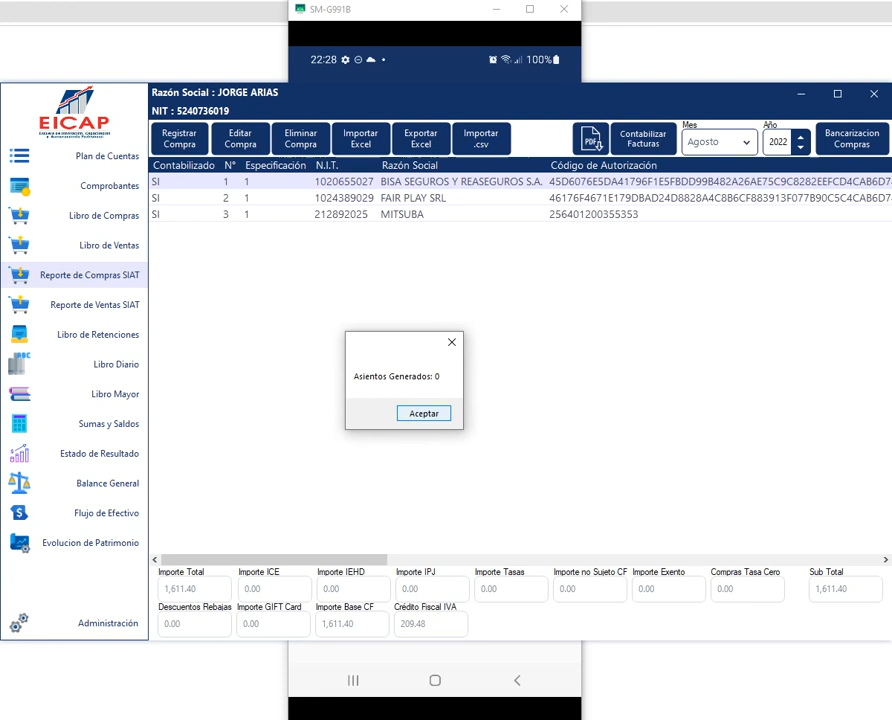 SM-G991B
22:28
100%
Razón Social : JORGE ARIAS
NIT : 5240736019
EICAP
Registrar Compra
Editar Compra
Eliminar Compra
Importar Excel
Exportar Excel
Importar .csv
PDF
Contabilizar Facturas
Mes
Agosto
Año
2022
Bancarizacion Compras
Contabilizado N° Especificación N.I.T. Razón Social Código de Autorización
SI 1 1 1020655027 BISA SEGUROS Y REASEGUROS S.A. 45D6076E5DA41796F1E5FBDD99B482A26AE75C9C8282EEFCD4CAB6D7
SI 2 1 1024389029 FAIR PLAY SRL 46176F4671E179DBAD24D8828A4C8B6CF883913F077B90C5C4CAB6D7
SI 3 1 212892025 MITSUBA 256401200355353
Plan de Cuentas
Comprobantes
Libro de Compras
Libro de Ventas
Reporte de Compras SIAT
Reporte de Ventas SIAT
Libro de Retenciones
Libro Diario
Libro Mayor
Sumas y Saldos
Estado de Resultado
Balance General
Flujo de Efectivo
Evolucion de Patrimonio
Administración
Asientos Generados: 0
Aceptar
Importe Total Importe ICE Importe IEHD Importe IPJ Importe Tasas Importe no Sujeto CF Importe Exento Compras Tasa Cero Sub Total
1,611.40 0.00 0.00 0.00 0.00 0.00 0.00 0.00 1,611.40
Descuentos Rebajas Importe GIFT Card Importe Base CF Crédito Fiscal IVA
0.00 0.00 1,611.40 209.48